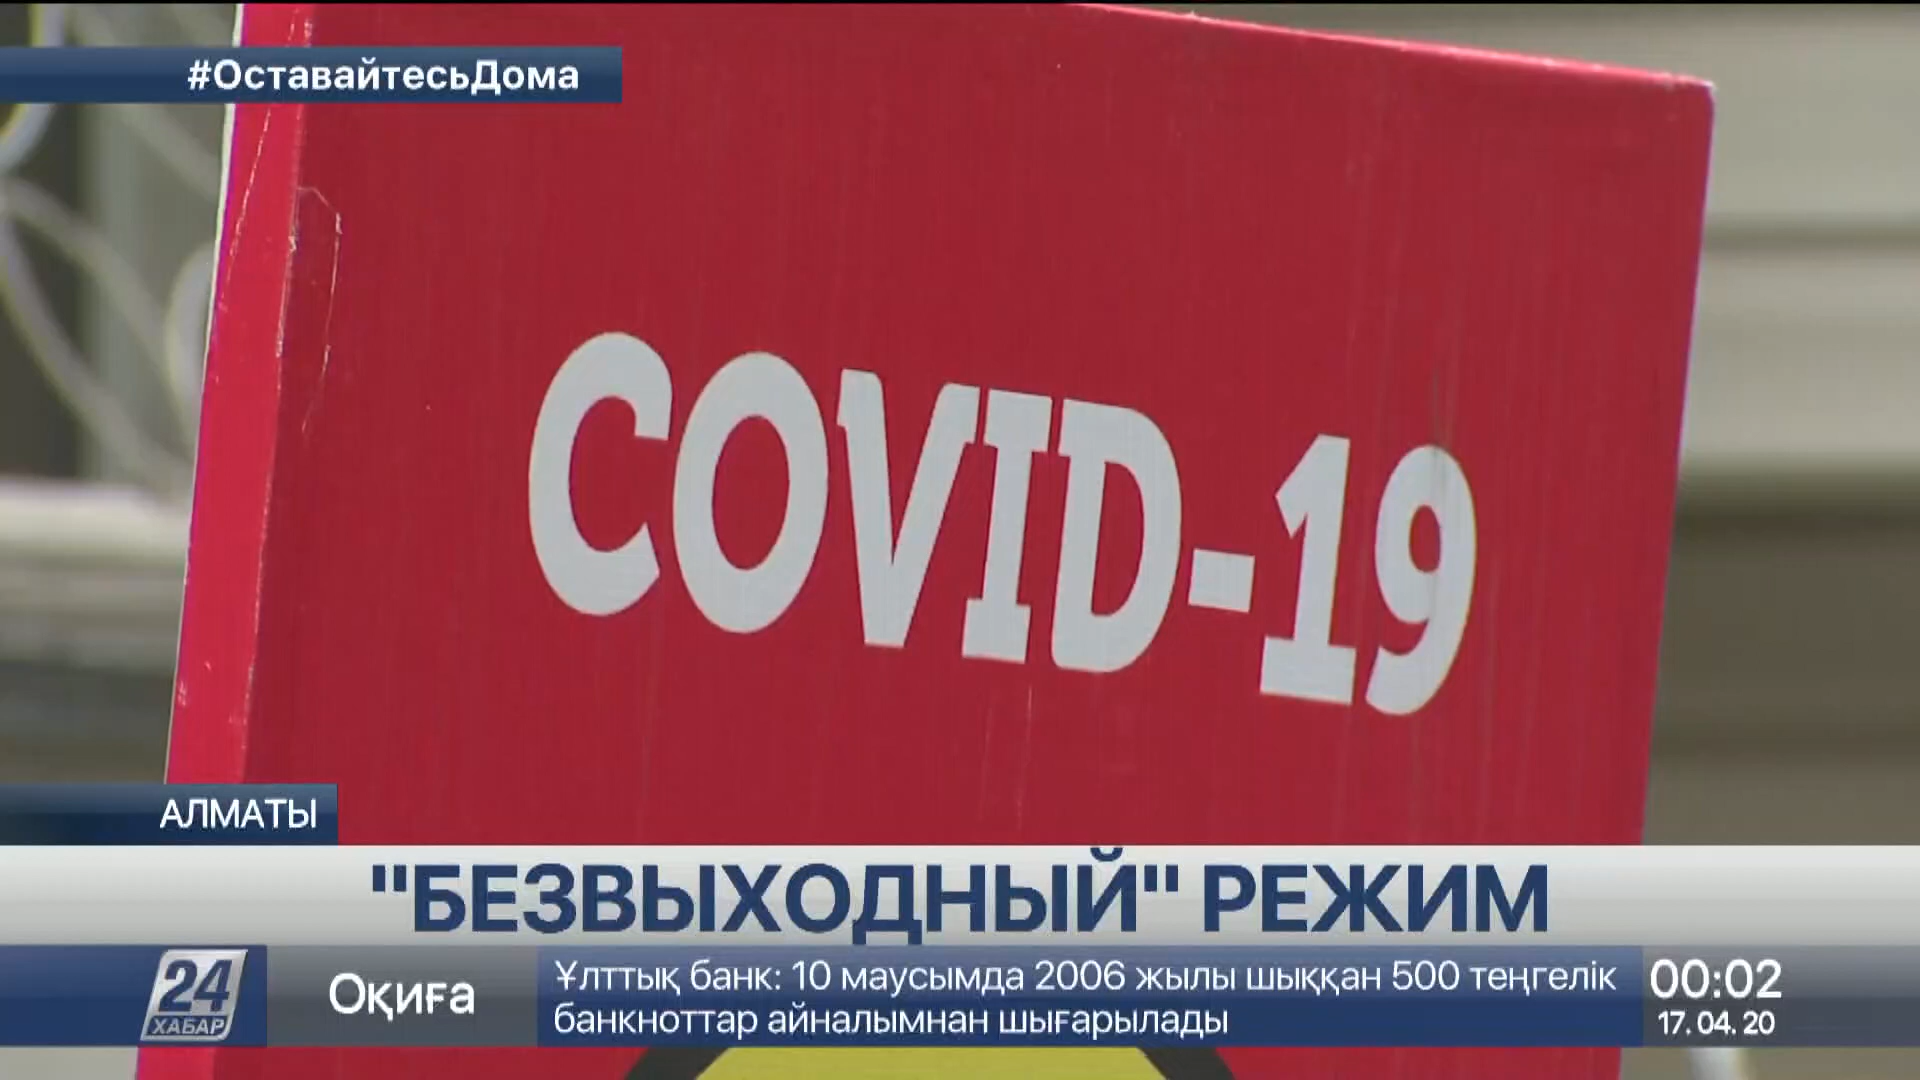 #ОставайтесьДома
COVID-19
АЛМАТЫ
"БЕЗВЫХОДНЫЙ" РЕЖИМ
24
ХАБАР
Оқиға
Ұлттық банк: 10 маусымда 2006 жылы шыққан 500 теңгелік
банкноттар айналымнан шығарылады
00:02
17. 04. 20